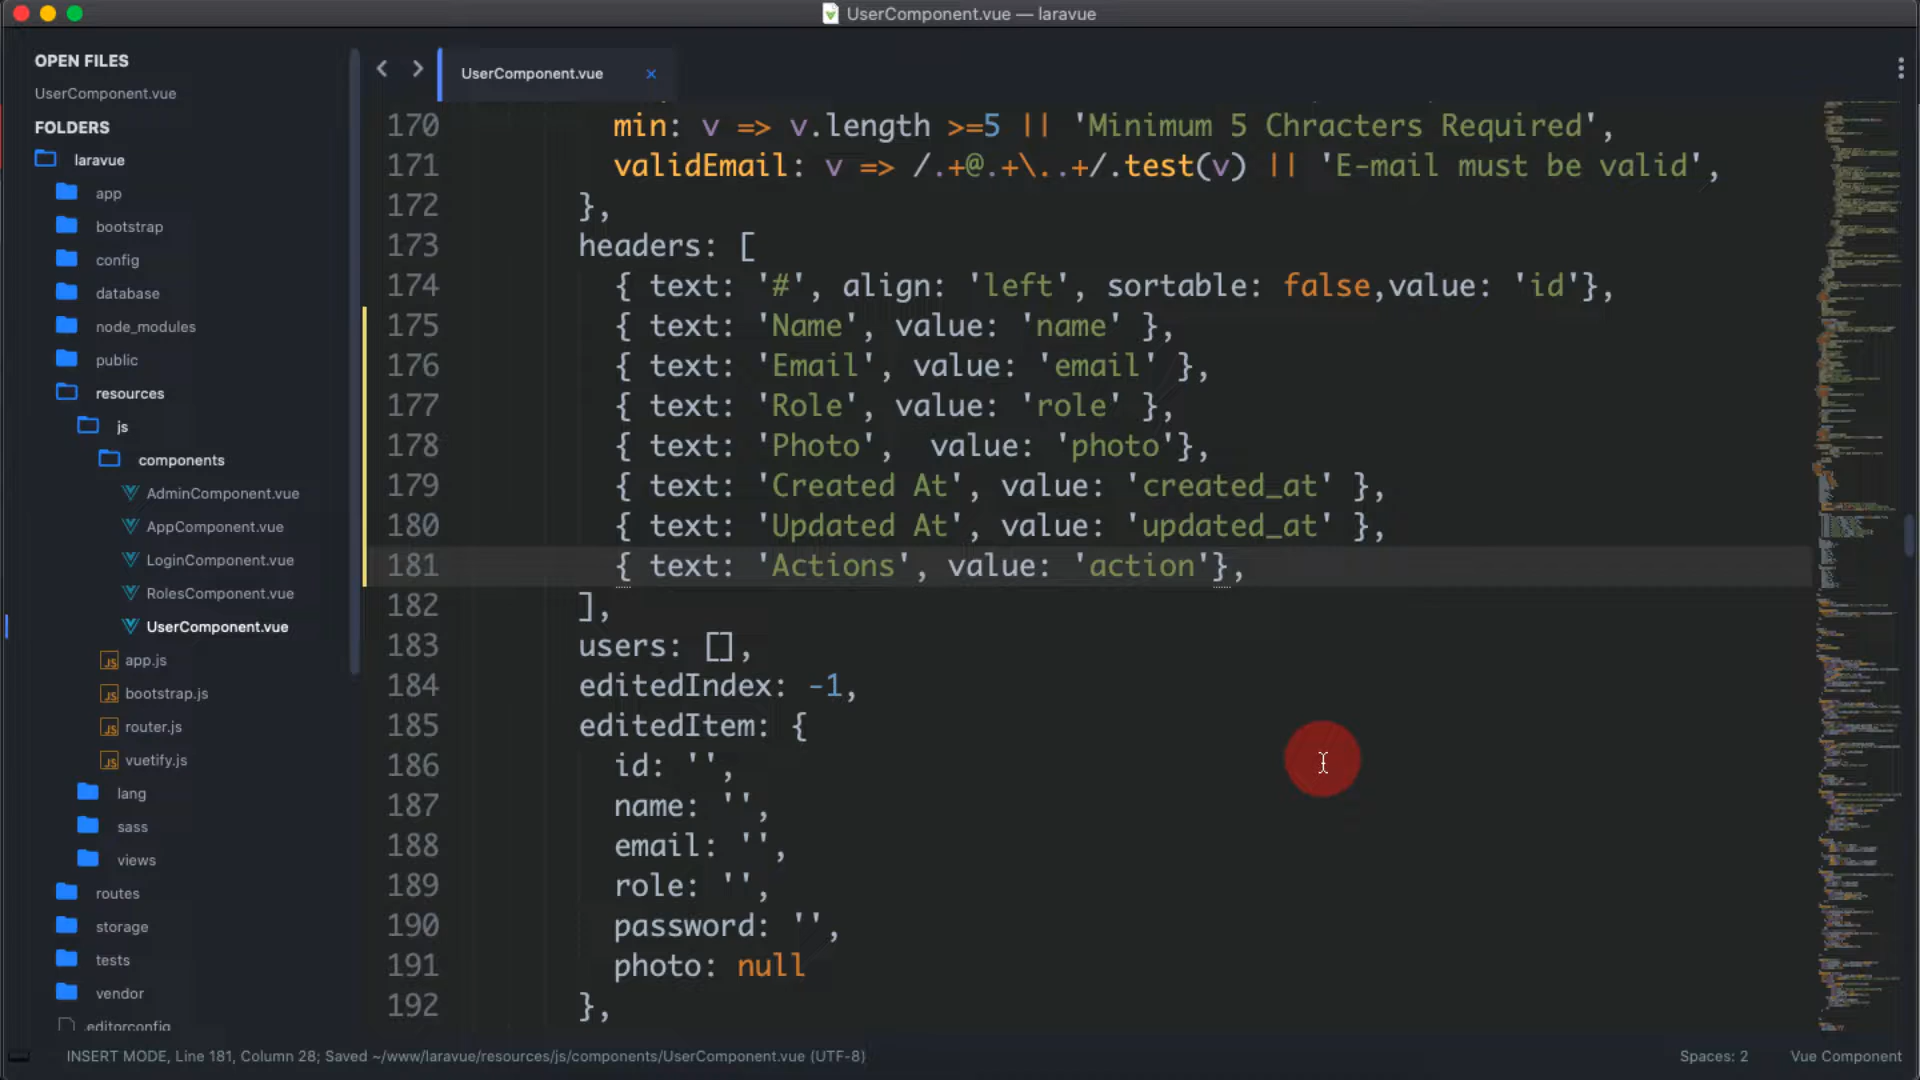 UserComponent.vue — laravue
OPEN FILES
UserComponent.vue
FOLDERS
laravue
app
bootstrap
config
database
node_modules
public
resources
js
components
AdminComponent.vue
AppComponent.vue
LoginComponent.vue
RolesComponent.vue
UserComponent.vue
JS app.js
JS bootstrap.js
JS router.js
JS vuetify.js
lang
sass
views
routes
storage
tests
vendor
.editorconfig
UserComponent.vue ×
170 min: v => v.length >=5 || 'Minimum 5 Chracters Required',
171 validEmail: v => /.+@.+\..+/.test(v) || 'E-mail must be valid',
172 },
173 headers: [
174 { text: '#', align: 'left', sortable: false,value: 'id'},
175 { text: 'Name', value: 'name' },
176 { text: 'Email', value: 'email' },
177 { text: 'Role', value: 'role' },
178 { text: 'Photo',  value: 'photo'},
179 { text: 'Created At', value: 'created_at' },
180 { text: 'Updated At', value: 'updated_at' },
181 { text: 'Actions', value: 'action'},
182 ],
183 users: [],
184 editedIndex: -1,
185 editedItem: {
186 id: '',
187 name: '',
188 email: '',
189 role: '',
190 password: '',
191 photo: null
192 },
INSERT MODE, Line 181, Column 28; Saved ~/www/laravue/resources/js/components/UserComponent.vue (UTF-8)
Spaces: 2
Vue Component